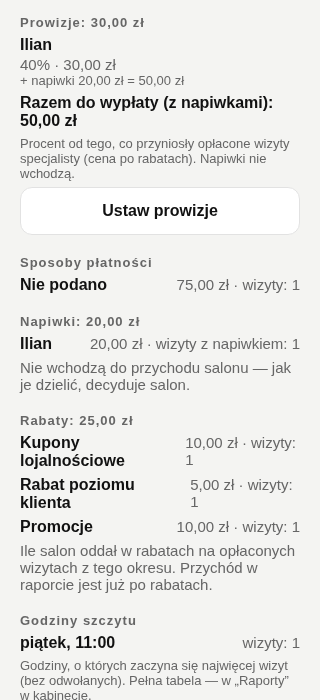 Prowizje: 30,00 zł
Ilian
40% · 30,00 zł
+ napiwki 20,00 zł = 50,00 zł
Razem do wypłaty (z napiwkami):
50,00 zł
Procent od tego, co przyniosły opłacone wizyty
specjalisty (cena po rabatach). Napiwki nie
wchodzą.
Ustaw prowizje
Sposoby płatności
Nie podano 75,00 zł · wizyty: 1
Napiwki: 20,00 zł
Ilian 20,00 zł · wizyty z napiwkiem: 1
Nie wchodzą do przychodu salonu — jak
je dzielić, decyduje salon.
Rabaty: 25,00 zł
Kupony 10,00 zł · wizyty:
lojalnościowe 1
Rabat poziomu 5,00 zł · wizyty:
klienta 1
Promocje 10,00 zł · wizyty: 1
Ile salon oddał w rabatach na opłaconych
wizytach z tego okresu. Przychód w
raporcie jest już po rabatach.
Godziny szczytu
piątek, 11:00 wizyty: 1
Godziny, o których zaczyna się najwięcej wizyt
(bez odwołanych). Pełna tabela — w „Raporty”
w kabinecie.